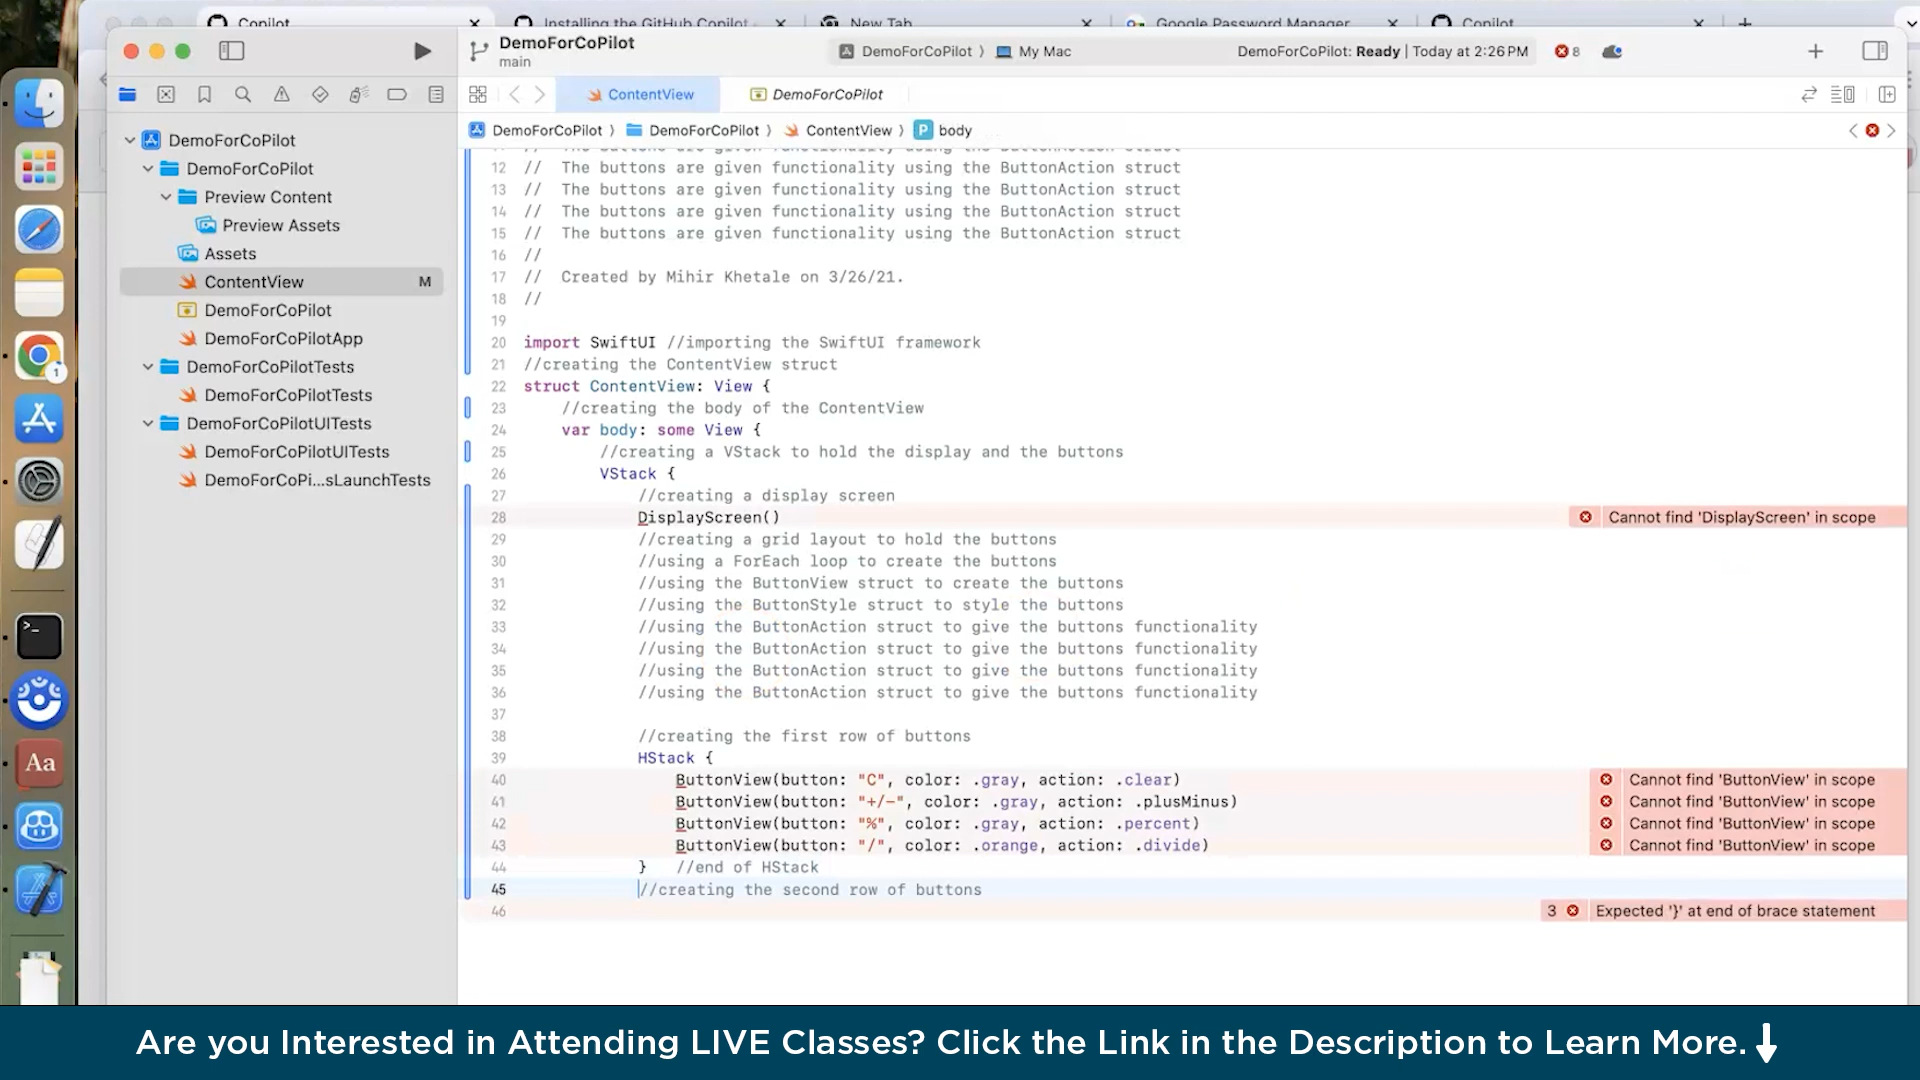 Copilot
Installing the GitHub Copilot
New Tab
Google Password Manager
Copilot
DemoForCoPilot
main
DemoForCoPilot 〉 My Mac
DemoForCoPilot: Ready | Today at 2:26 PM
8
ContentView
DemoForCoPilot
DemoForCoPilot 〉 DemoForCoPilot 〉 ContentView 〉 P body
DemoForCoPilot
DemoForCoPilot
Preview Content
Preview Assets
Assets
ContentView M
DemoForCoPilot
DemoForCoPilotApp
DemoForCoPilotTests
DemoForCoPilotTests
DemoForCoPilotUITests
DemoForCoPilotUITests
DemoForCoPi...sLaunchTests
11 // The buttons are given functionality using the ButtonAction struct
12 // The buttons are given functionality using the ButtonAction struct
13 // The buttons are given functionality using the ButtonAction struct
14 // The buttons are given functionality using the ButtonAction struct
15 // The buttons are given functionality using the ButtonAction struct
16 //
17 // Created by Mihir Khetale on 3/26/21.
18 //
19
20 import SwiftUI //importing the SwiftUI framework
21 //creating the ContentView struct
22 struct ContentView: View {
23 //creating the body of the ContentView
24 var body: some View {
25 //creating a VStack to hold the display and the buttons
26 VStack {
27 //creating a display screen
28 DisplayScreen() Cannot find 'DisplayScreen' in scope
29 //creating a grid layout to hold the buttons
30 //using a ForEach loop to create the buttons
31 //using the ButtonView struct to create the buttons
32 //using the ButtonStyle struct to style the buttons
33 //using the ButtonAction struct to give the buttons functionality
34 //using the ButtonAction struct to give the buttons functionality
35 //using the ButtonAction struct to give the buttons functionality
36 //using the ButtonAction struct to give the buttons functionality
37
38 //creating the first row of buttons
39 HStack {
40 ButtonView(button: "C", color: .gray, action: .clear) Cannot find 'ButtonView' in scope
41 ButtonView(button: "+/-", color: .gray, action: .plusMinus) Cannot find 'ButtonView' in scope
42 ButtonView(button: "%", color: .gray, action: .percent) Cannot find 'ButtonView' in scope
43 ButtonView(button: "/", color: .orange, action: .divide) Cannot find 'ButtonView' in scope
44 } //end of HStack
45 //creating the second row of buttons
46 3 Expected '}' at end of brace statement
1
Aa
Are you Interested in Attending LIVE Classes? Click the Link in the Description to Learn More.